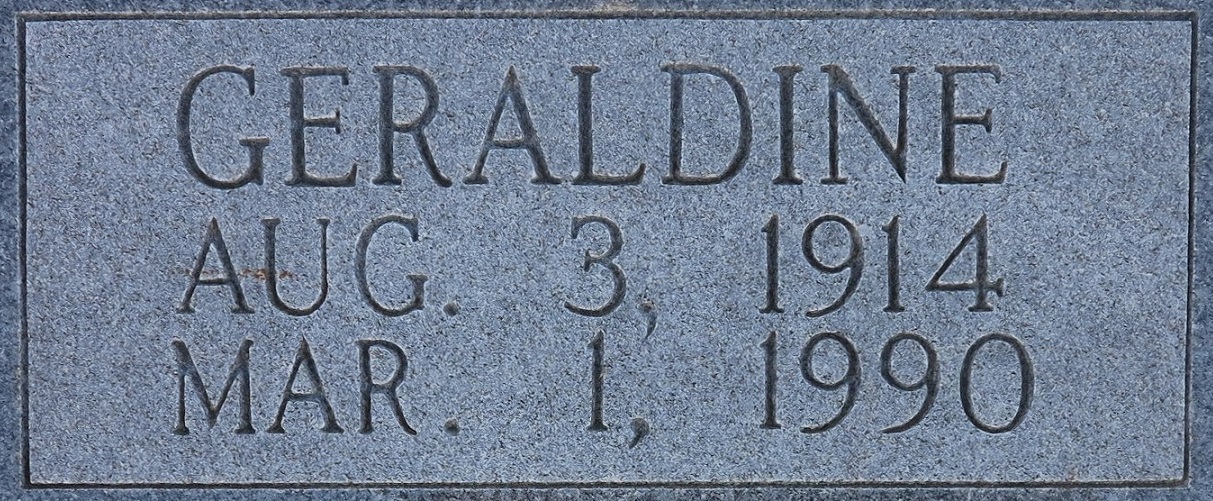 GERALDINE
AUG. 3, 1914
MAR. 1, 1990